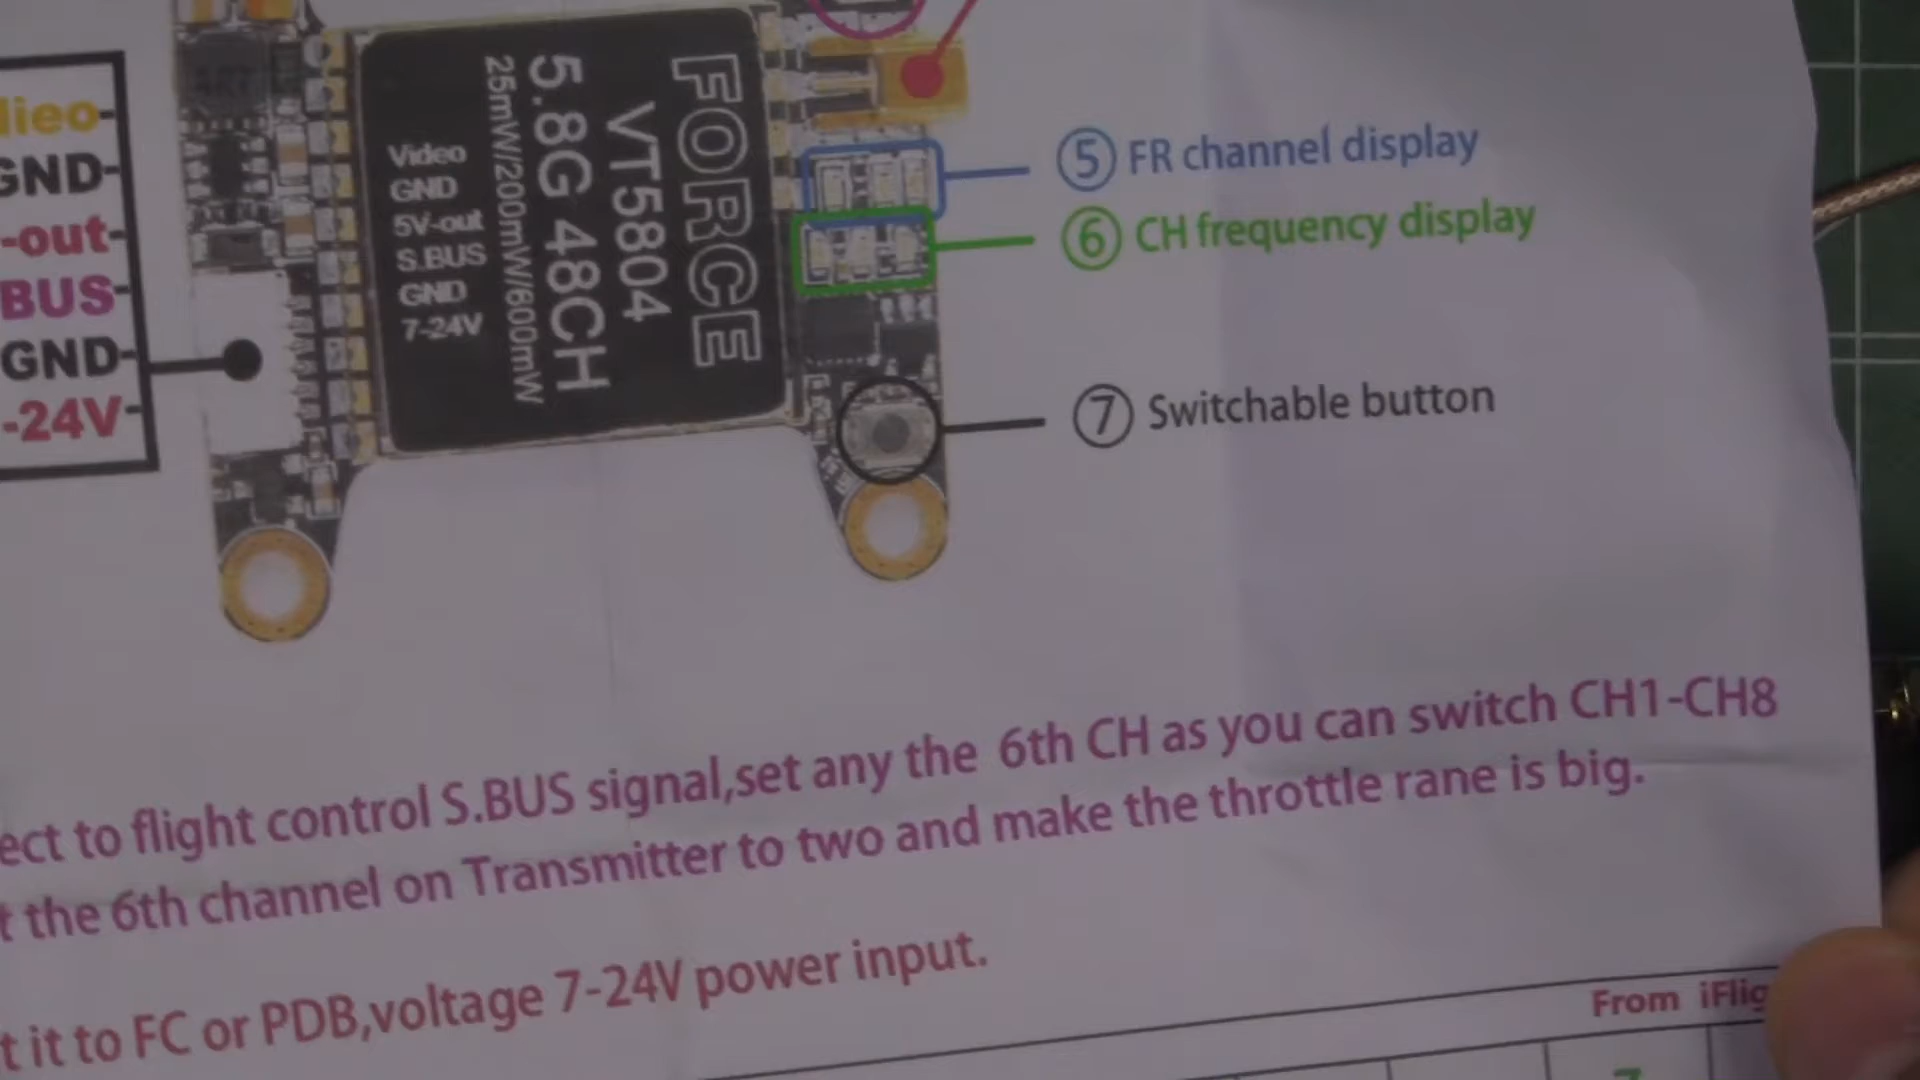 lieo
GND
-out
BUS
GND
-24V
Video
GND
5V-out
S.BUS
GND
7-24V
FORCE
VT5804
5.8G 48CH
25mW/200mW/600mW
⑤ FR channel display
⑥ CH frequency display
⑦ Switchable button
ect to flight control S.BUS signal,set any the 6th CH as you can switch CH1-CH8
t the 6th channel on Transmitter to two and make the throttle rane is big.
t it to FC or PDB,voltage 7-24V power input.
From iFlig
7